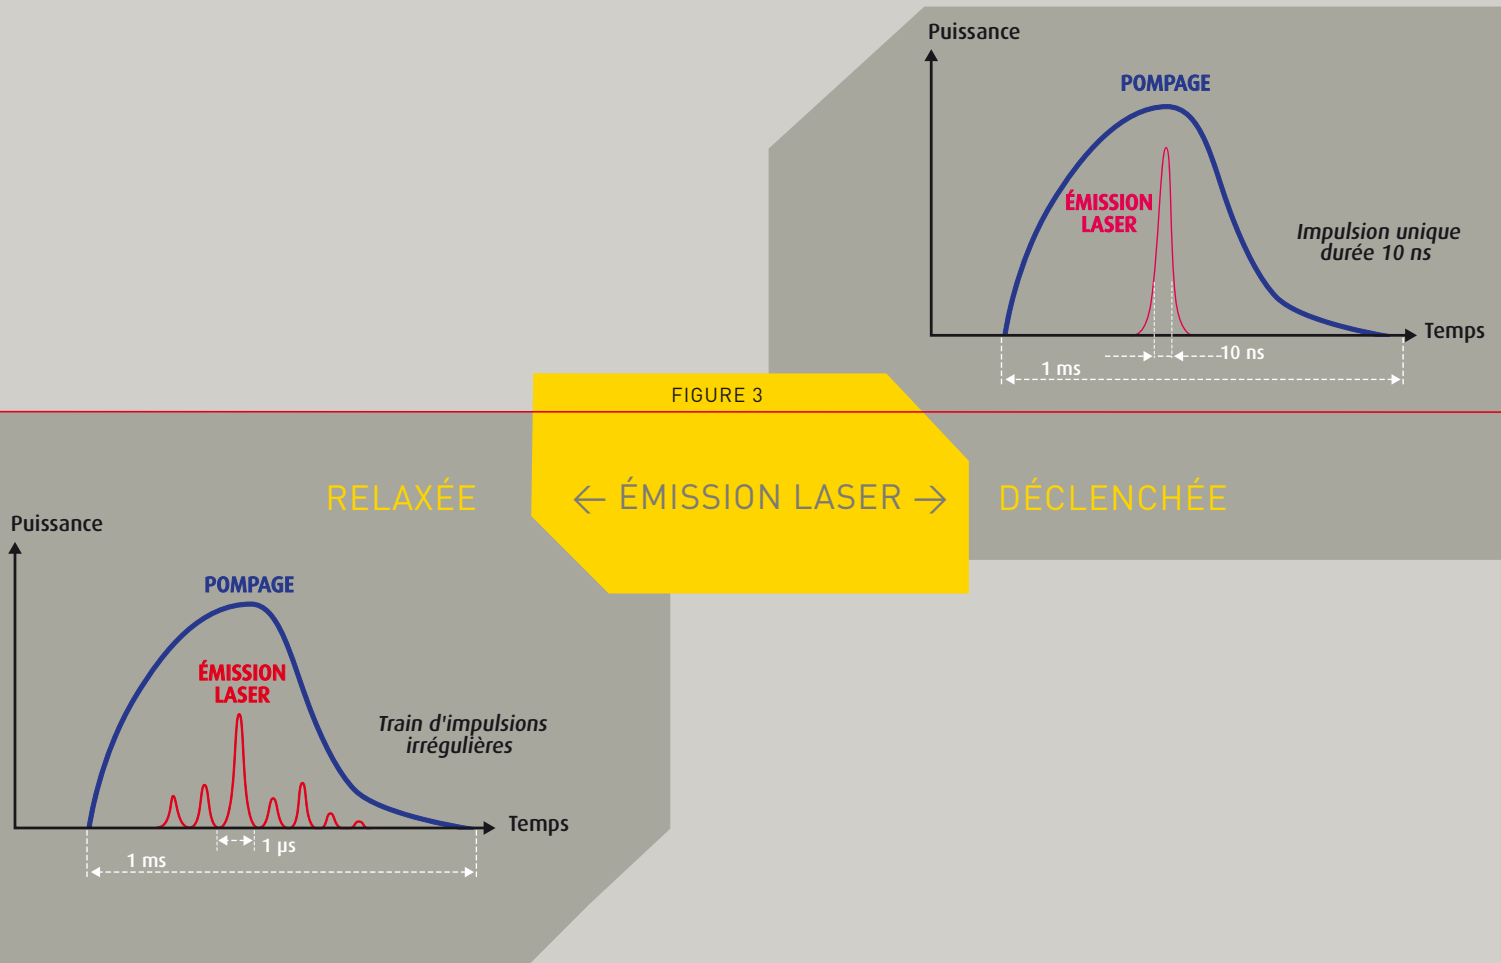 Puissance
POMPAGE
ÉMISSION
LASER
Impulsion unique
durée 10 ns
Temps
10 ns
1 ms
FIGURE 3
RELAXÉE
← ÉMISSION LASER →
DÉCLENCHÉE
Puissance
POMPAGE
ÉMISSION
LASER
Train d'impulsions
irrégulières
Temps
1 µs
1 ms